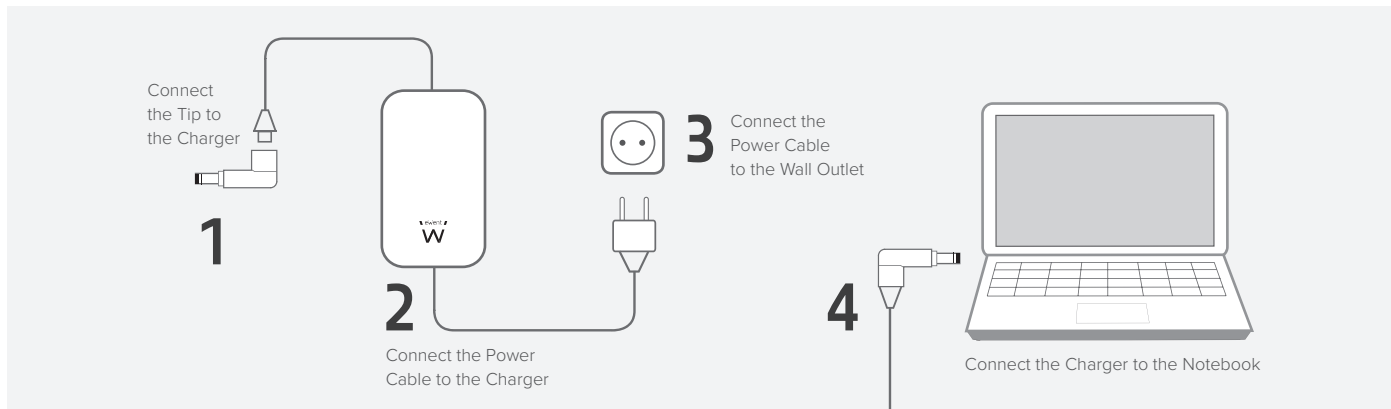 Connect
the Tip to
the Charger
1
ewent
2
Connect the Power
Cable to the Charger
3
Connect the
Power Cable
to the Wall Outlet
4
Connect the Charger to the Notebook